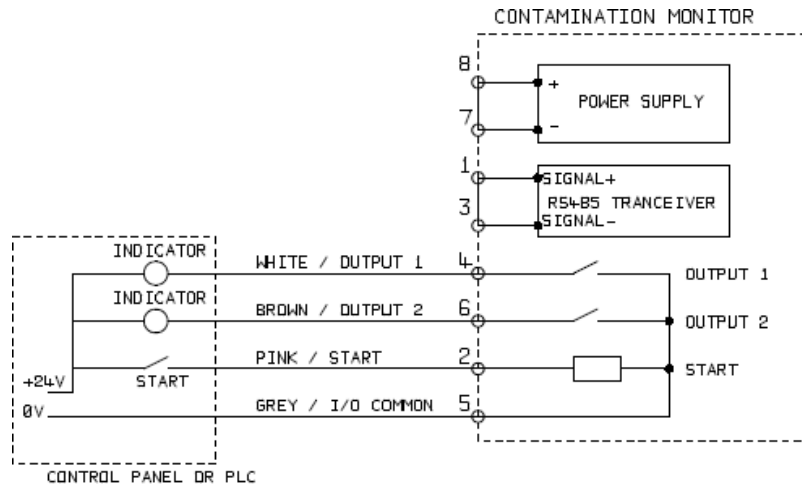 CONTAMINATION MONITOR
8
+
POWER SUPPLY
7
-
1
SIGNAL+
RS485 TRANCEIVER
3
SIGNAL-
INDICATOR
WHITE / OUTPUT 1
4
OUTPUT 1
INDICATOR
BROWN / OUTPUT 2
6
OUTPUT 2
PINK / START
2
START
START
+24V
0V
GREY / I/O COMMON
5
CONTROL PANEL OR PLC